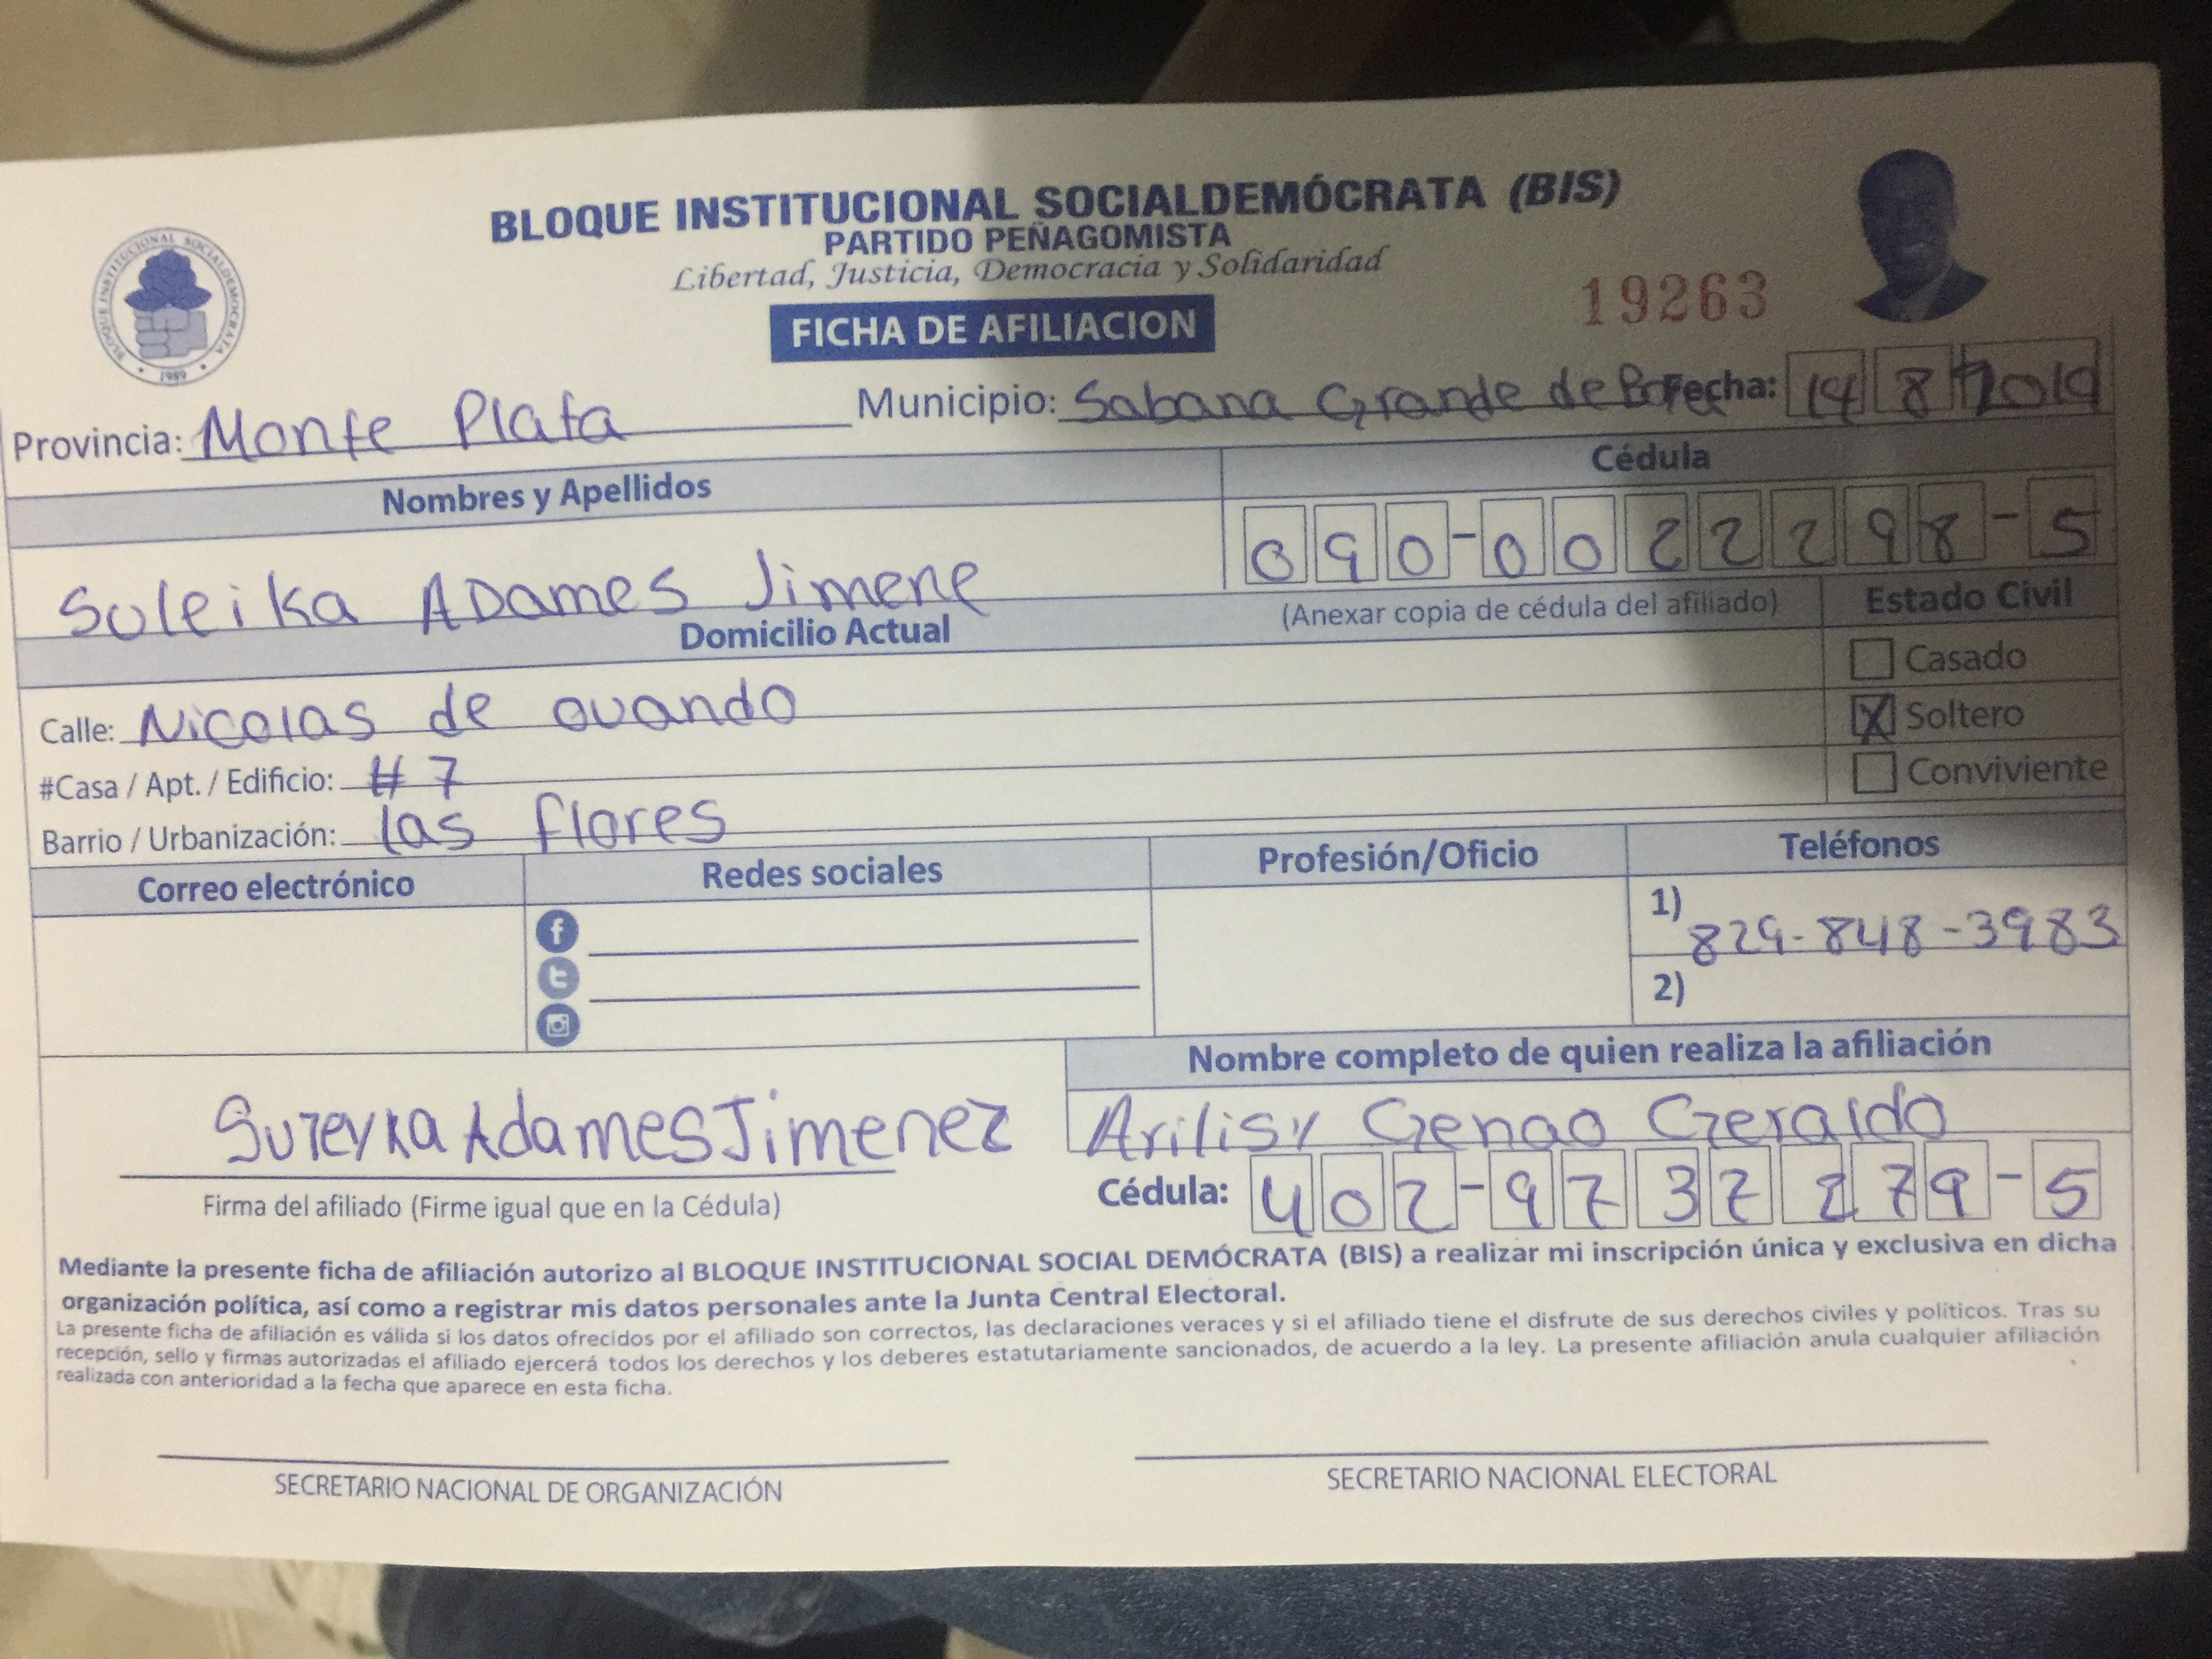 BLOQUE INSTITUCIONAL SOCIALDEMÓCRATA (BIS)
PARTIDO PEÑAGOMISTA
Libertad, Justicia, Democracia y Solidaridad
BLOQUE INSTITUCIONAL SOCIALDEMOCRATA
1989
19263
FICHA DE AFILIACION
Provincia: Monte Plata Municipio: Sabana Grande de Fecha: 14 8 2019
Nombres y Apellidos Cédula
Suleika ADames Jimene 090-0022298-5
(Anexar copia de cédula del afiliado) Estado Civil
Domicilio Actual
Casado
Calle: Nicolas de ovando
X Soltero
#Casa / Apt. / Edificio: #7
Conviviente
Barrio / Urbanización: las flores
Correo electrónico Redes sociales Profesión/Oficio Teléfonos
1) 829-848-3983
2)
Nombre completo de quien realiza la afiliación
Arilisy Genao Geraldo
Sureyka Adames Jimenez
Firma del afiliado (Firme igual que en la Cédula)
Cédula: 402-9737279-5
Mediante la presente ficha de afiliación autorizo al BLOQUE INSTITUCIONAL SOCIAL DEMÓCRATA (BIS) a realizar mi inscripción única y exclusiva en dicha
organización política, así como a registrar mis datos personales ante la Junta Central Electoral.
La presente ficha de afiliación es válida si los datos ofrecidos por el afiliado son correctos, las declaraciones veraces y si el afiliado tiene el disfrute de sus derechos civiles y políticos. Tras su
recepción, sello y firmas autorizadas el afiliado ejercerá todos los derechos y los deberes estatutariamente sancionados, de acuerdo a la ley. La presente afiliación anula cualquier afiliación
realizada con anterioridad a la fecha que aparece en esta ficha.
SECRETARIO NACIONAL DE ORGANIZACIÓN
SECRETARIO NACIONAL ELECTORAL